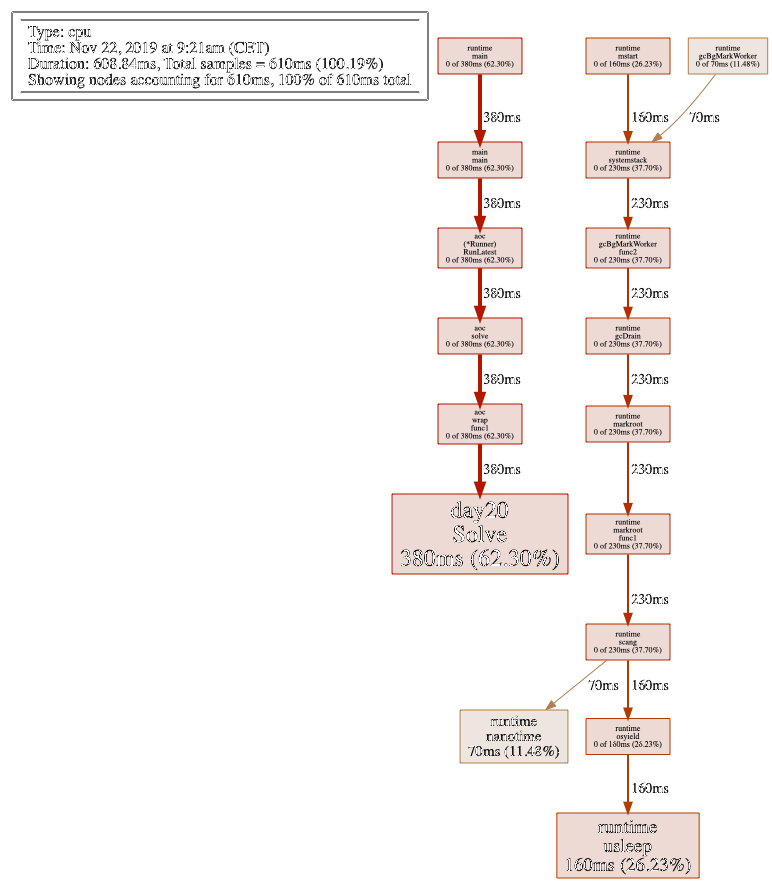 Type: cpu
Time: Nov 22, 2019 at 9:21am (CET)
Duration: 608.84ms, Total samples = 610ms (100.19%)
Showing nodes accounting for 610ms, 100% of 610ms total
runtime
main
0 of 380ms (62.30%)
380ms
main
main
0 of 380ms (62.30%)
380ms
aoc
(*Runner)
RunLatest
0 of 380ms (62.30%)
380ms
aoc
solve
0 of 380ms (62.30%)
380ms
aoc
wrap
func1
0 of 380ms (62.30%)
380ms
day20
Solve
380ms (62.30%)
runtime
mstart
0 of 160ms (26.23%)
160ms
runtime
gcBgMarkWorker
0 of 70ms (11.48%)
70ms
runtime
systemstack
0 of 230ms (37.70%)
230ms
runtime
gcBgMarkWorker
func2
0 of 230ms (37.70%)
230ms
runtime
gcDrain
0 of 230ms (37.70%)
230ms
runtime
markroot
0 of 230ms (37.70%)
230ms
runtime
markroot
func1
0 of 230ms (37.70%)
230ms
runtime
scang
0 of 230ms (37.70%)
70ms
160ms
runtime
nanotime
70ms (11.48%)
runtime
osyield
0 of 160ms (26.23%)
160ms
runtime
usleep
160ms (26.23%)